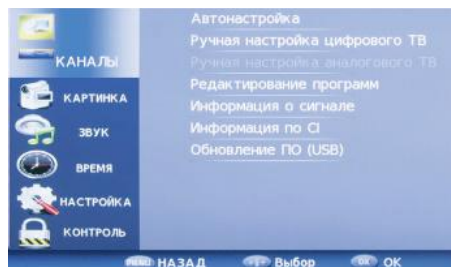 КАНАЛЫ
КАРТИНКА
ЗВУК
ВРЕМЯ
НАСТРОЙКА
КОНТРОЛЬ
Автонастройка
Ручная настройка цифрового ТВ
Ручная настройка аналогового ТВ
Редактирование программ
Информация о сигнале
Информация по CI
Обновление ПО (USB)
MENU НАЗАД Выбор OK OK